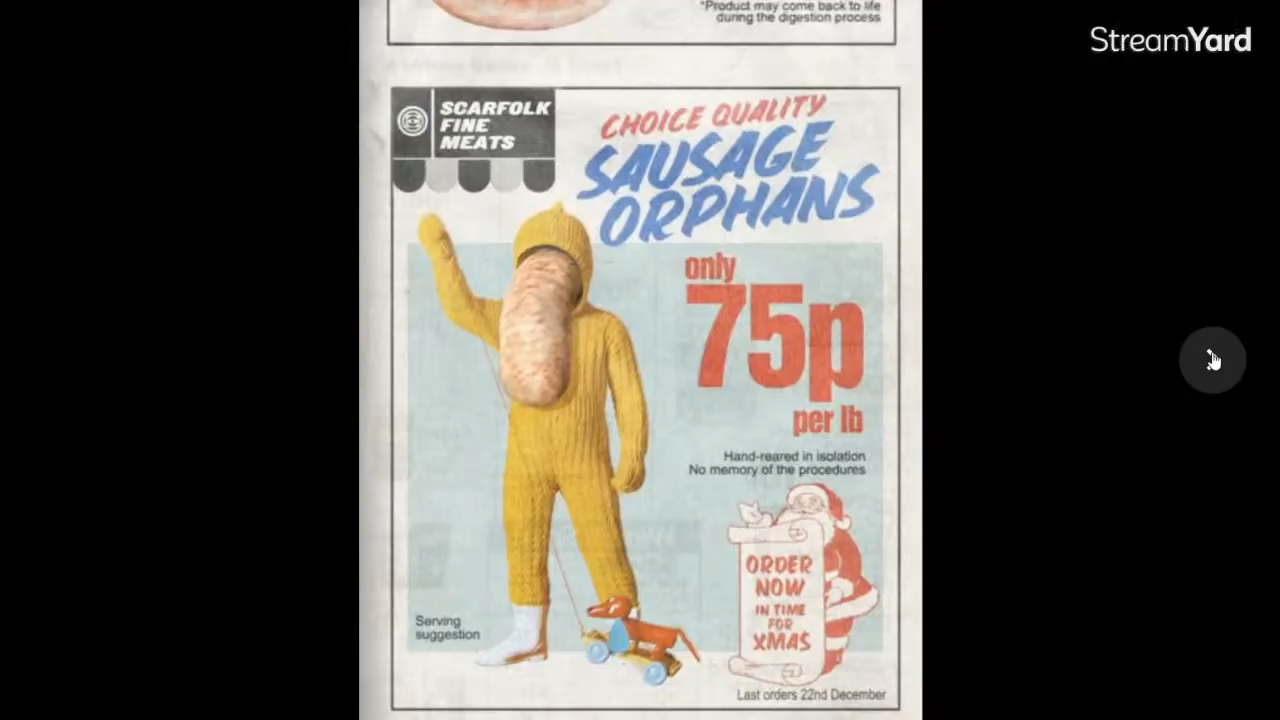 *Product may come back to life
during the digestion process
StreamYard
SCARFOLK
FINE
MEATS
CHOICE QUALITY
SAUSAGE
ORPHANS
only
75p
per lb
Hand-reared in isolation
No memory of the procedures
ORDER
NOW
IN TIME
FOR
XMAS
Serving
suggestion
Last orders 22nd December